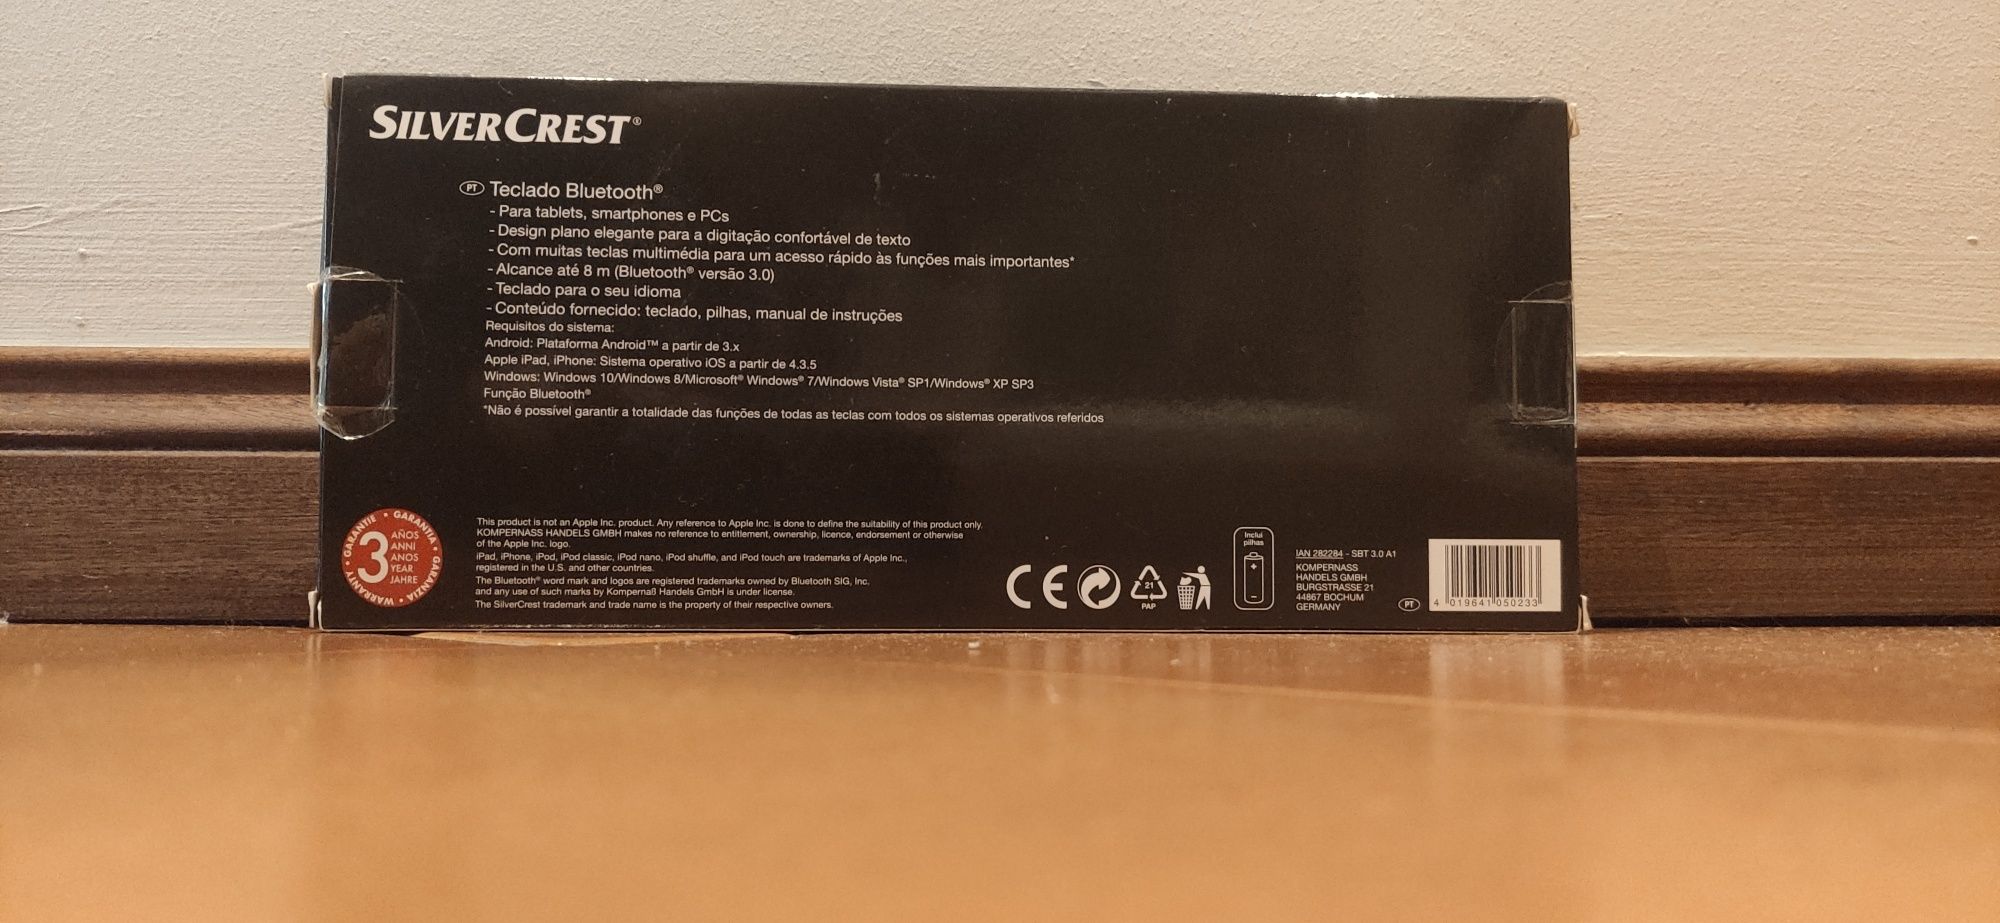 SILVERCREST®
PT Teclado Bluetooth®
- Para tablets, smartphones e PCs
- Design plano elegante para a digitação confortável de texto
- Com muitas teclas multimédia para um acesso rápido às funções mais importantes*
- Alcance até 8 m (Bluetooth® versão 3.0)
- Teclado para o seu idioma
- Conteúdo fornecido: teclado, pilhas, manual de instruções
Requisitos do sistema:
Android: Plataforma Android™ a partir de 3.x
Apple iPad, iPhone: Sistema operativo iOS a partir de 4.3.5
Windows: Windows 10/Windows 8/Microsoft® Windows® 7/Windows Vista® SP1/Windows® XP SP3
Função Bluetooth®
*Não é possível garantir a totalidade das funções de todas as teclas com todos os sistemas operativos referidos
GARANTIE • GARANTIA • GARANZIA • WARRANTY •
3
AÑOS
ANNI
ANOS
YEAR
JAHRE
This product is not an Apple Inc. product. Any reference to Apple Inc. is done to define the suitability of this product only.
KOMPERNASS HANDELS GMBH makes no reference to entitlement, ownership, licence, endorsement or otherwise
of the Apple Inc. logo.
iPad, iPhone, iPod, iPod classic, iPod nano, iPod shuffle, and iPod touch are trademarks of Apple Inc.,
registered in the U.S. and other countries.
The Bluetooth® word mark and logos are registered trademarks owned by Bluetooth SIG, Inc.
and any use of such marks by Kompernaß Handels GmbH is under license.
The SilverCrest trademark and trade name is the property of their respective owners.
CE
21
PAP
Inclui
pilhas
+
-
IAN 282284 - SBT 3.0 A1
KOMPERNASS
HANDELS GMBH
BURGSTRASSE 21
44867 BOCHUM
GERMANY
PT
4 019641 050233